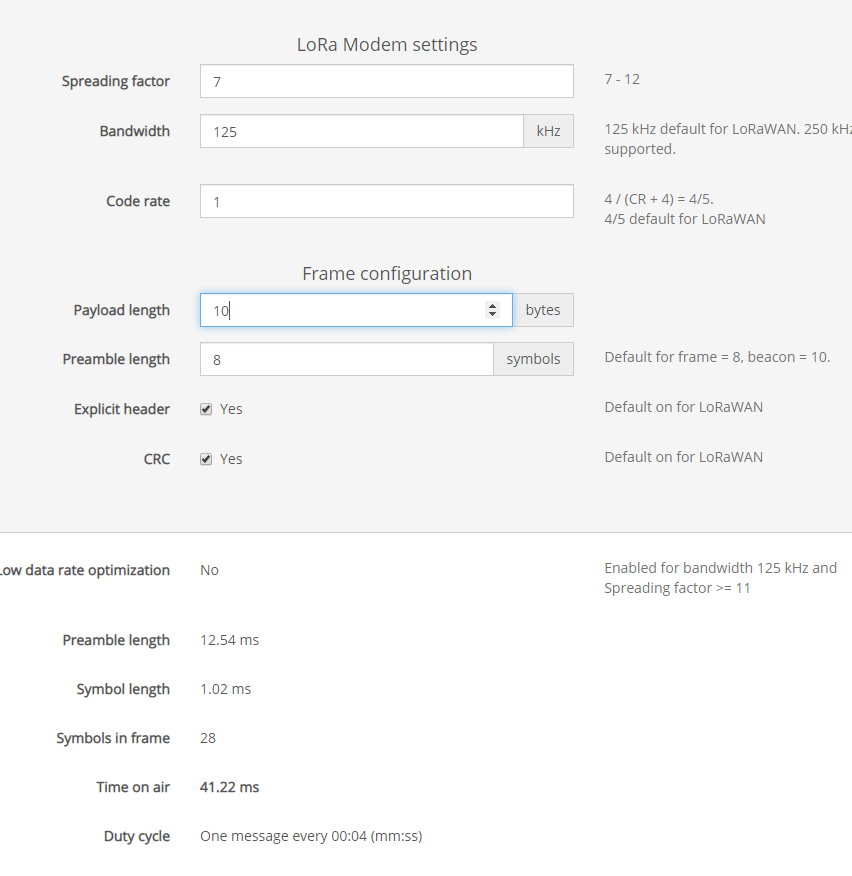 LoRa Modem settings
Spreading factor 7 7 - 12
Bandwidth 125 kHz 125 kHz default for LoRaWAN. 250 kHz
supported.
Code rate 1 4 / (CR + 4) = 4/5.
4/5 default for LoRaWAN
Frame configuration
Payload length 10 bytes
Preamble length 8 symbols Default for frame = 8, beacon = 10.
Explicit header Yes Default on for LoRaWAN
CRC Yes Default on for LoRaWAN
Low data rate optimization No Enabled for bandwidth 125 kHz and
Spreading factor >= 11
Preamble length 12.54 ms
Symbol length 1.02 ms
Symbols in frame 28
Time on air 41.22 ms
Duty cycle One message every 00:04 (mm:ss)